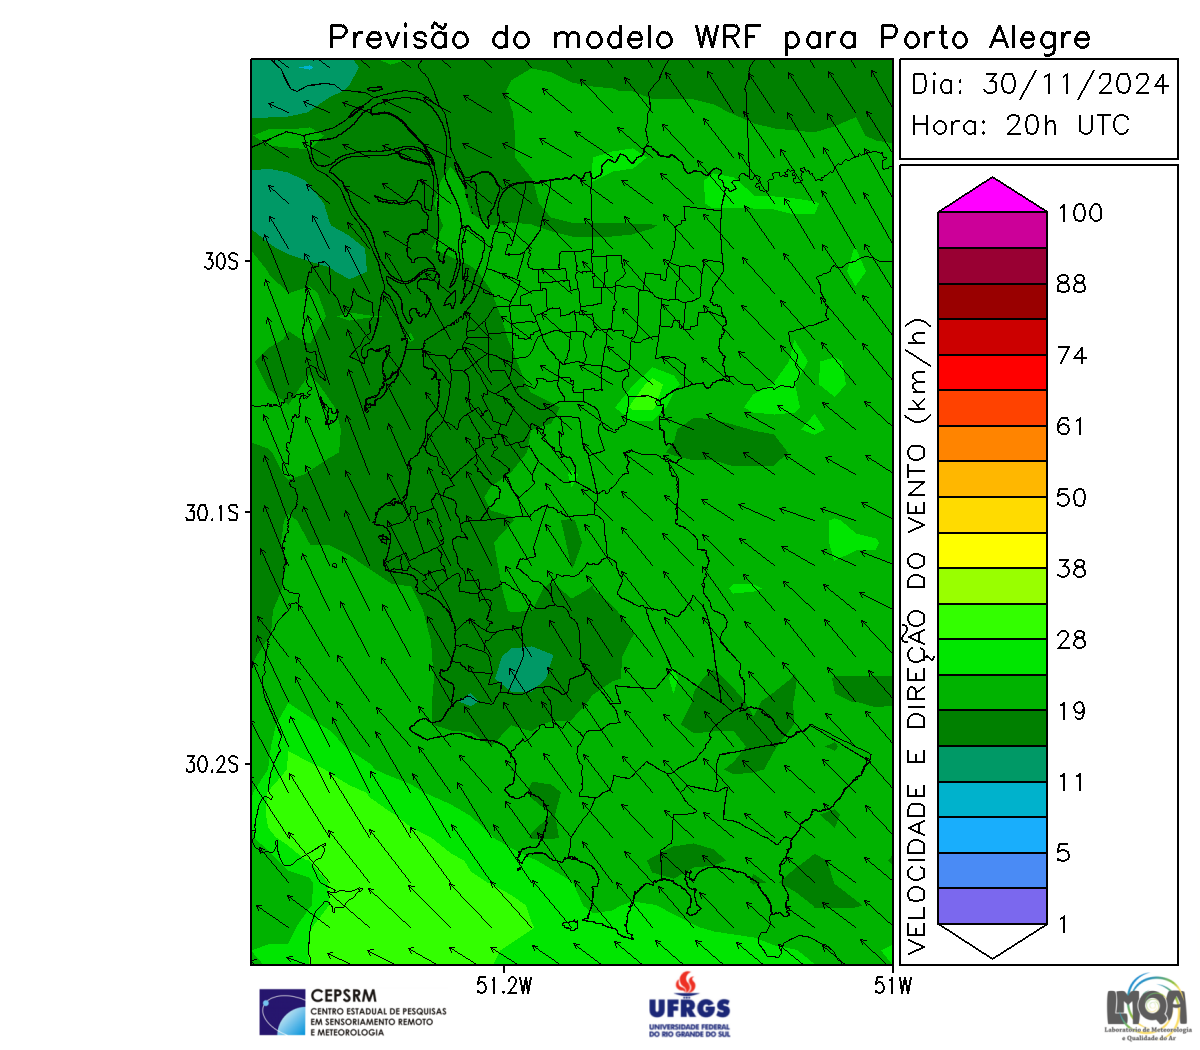 Previsão do modelo WRF para Porto Alegre
Dia: 30/11/2024
Hora: 20h UTC
30S
30.1S
30.2S
51.2W
51W
VELOCIDADE E DIREÇÃO DO VENTO (km/h)
100
88
74
61
50
38
28
19
11
5
1
CEPSRM
CENTRO ESTADUAL DE PESQUISAS
EM SENSORIAMENTO REMOTO
E METEOROLOGIA
UFRGS
UNIVERSIDADE FEDERAL
DO RIO GRANDE DO SUL
LMQA
Laboratório de Meteorologia
e Qualidade do Ar